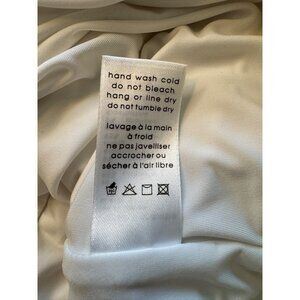 hand wash cold
do not bleach
hang or line dry
do not tumble dry
lavage à la main
à froid
ne pas javelliser
accrocher ou
sécher à l'air libre